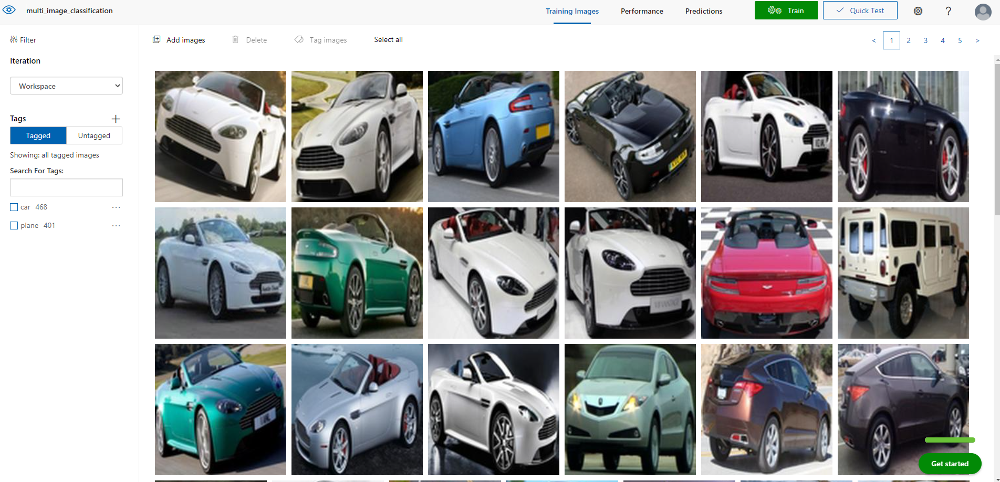 multi_image_classification
Training Images
Performance
Predictions
Train
Quick Test
?
Filter
Add images
Delete
Tag images
Select all
< 1 2 3 4 5 >
Iteration
Workspace
Tags
Tagged
Untagged
Showing: all tagged images
Search For Tags:
car 468 ...
plane 401 ...
Get started